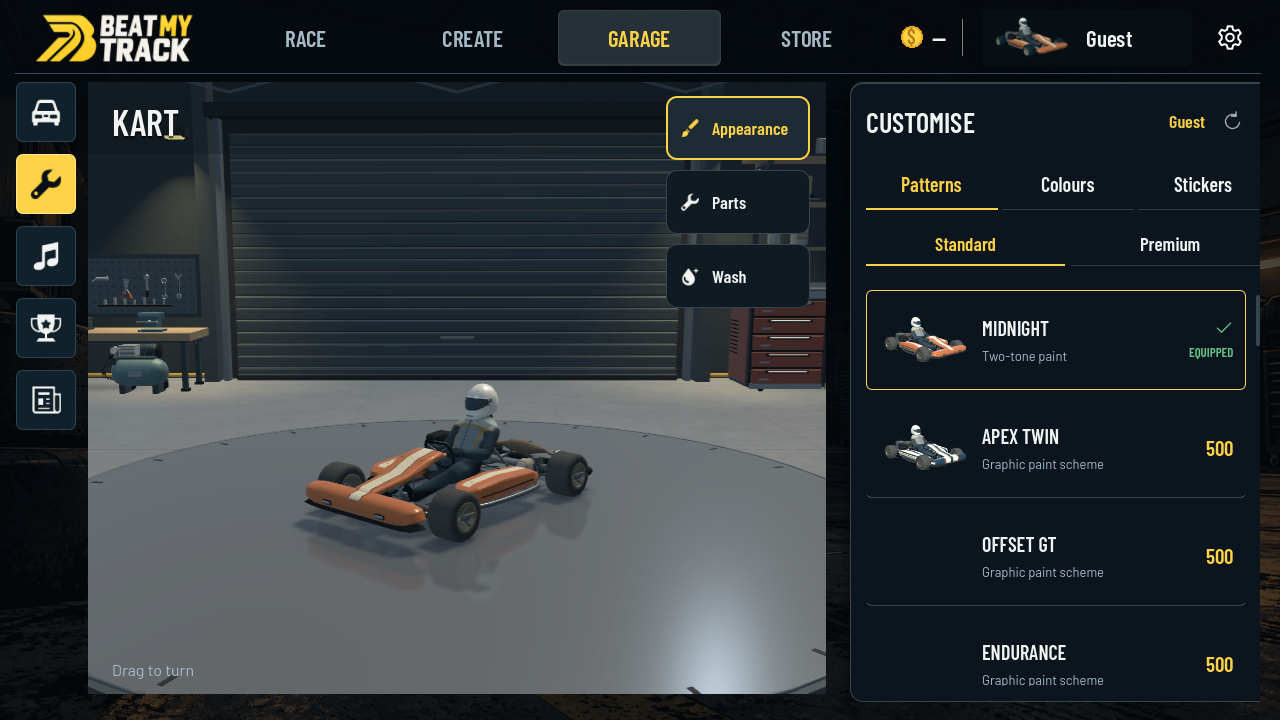 BEAT MY
TRACK
RACE
CREATE
GARAGE
STORE
–
Guest
KART
Appearance
Parts
Wash
Drag to turn
CUSTOMISE
Guest
Patterns
Colours
Stickers
Standard
Premium
MIDNIGHT
Two-tone paint
EQUIPPED
APEX TWIN
Graphic paint scheme
500
OFFSET GT
Graphic paint scheme
500
ENDURANCE
Graphic paint scheme
500